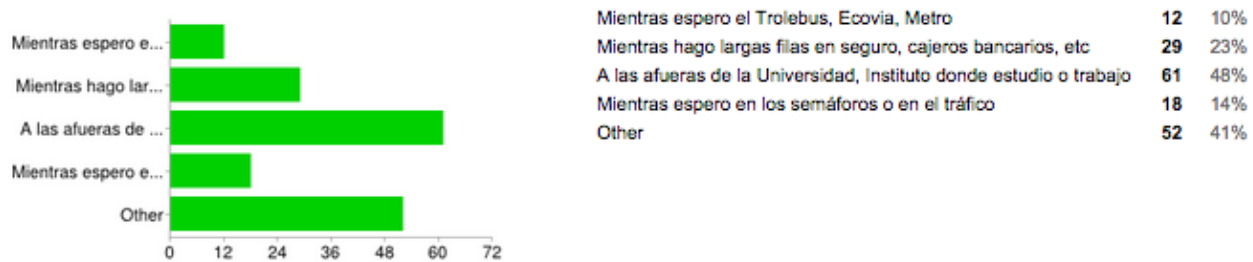 Mientras espero e...
Mientras hago lar...
A las afueras de ...
Mientras espero e...
Other
0 12 24 36 48 60 72
Mientras espero el Trolebus, Ecovia, Metro 12 10%
Mientras hago largas filas en seguro, cajeros bancarios, etc 29 23%
A las afueras de la Universidad, Instituto donde estudio o trabajo 61 48%
Mientras espero en los semáforos o en el tráfico 18 14%
Other 52 41%